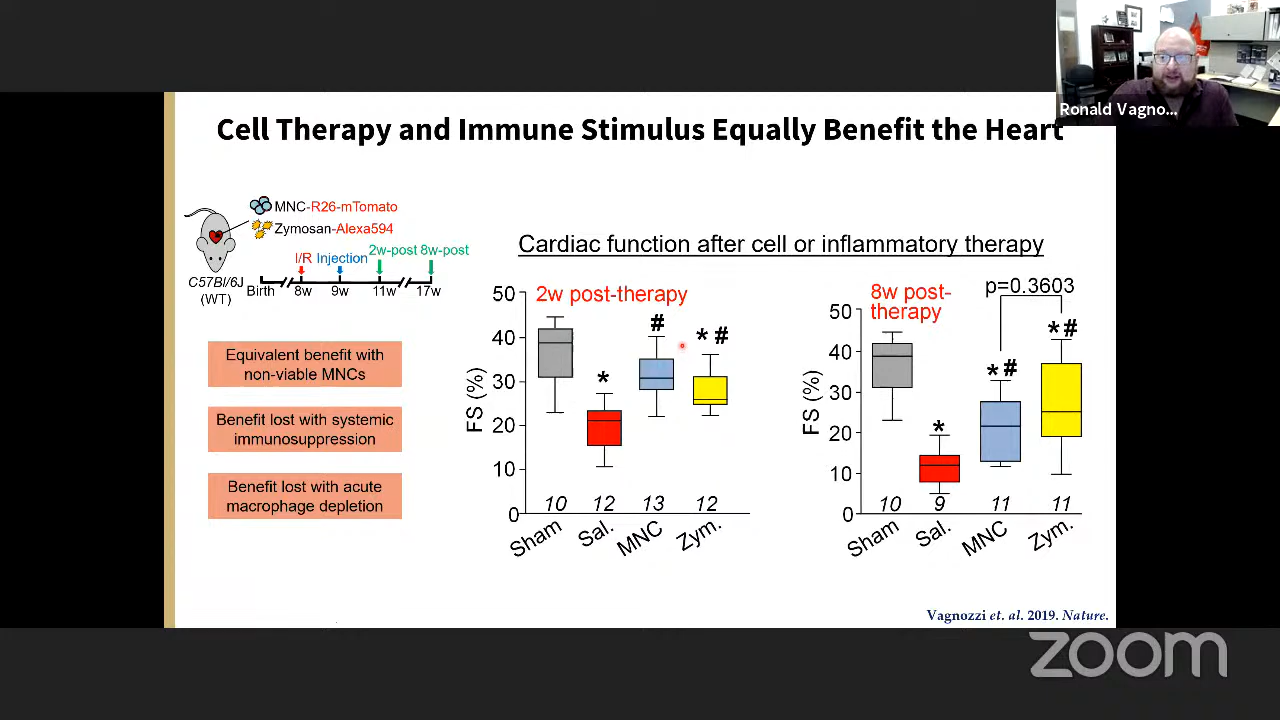 Ronald Vagno...
Cell Therapy and Immune Stimulus Equally Benefit the Heart
MNC-R26-mTomato
Zymosan-Alexa594
I/R Injection 2w-post 8w-post
C57Bl/6J
(WT)
Birth 8w 9w 11w 17w
Equivalent benefit with
non-viable MNCs
Benefit lost with systemic
immunosuppression
Benefit lost with acute
macrophage depletion
Cardiac function after cell or inflammatory therapy
2w post-therapy
FS (%)
50
40
30
20
10
0
* # * #
10 12 13 12
Sham Sal. MNC Zym.
8w post-
therapy
p=0.3603
FS (%)
50
40
30
20
10
0
* * # * #
10 9 11 11
Sham Sal. MNC Zym.
Vagnozzi et. al. 2019. Nature.
zoom